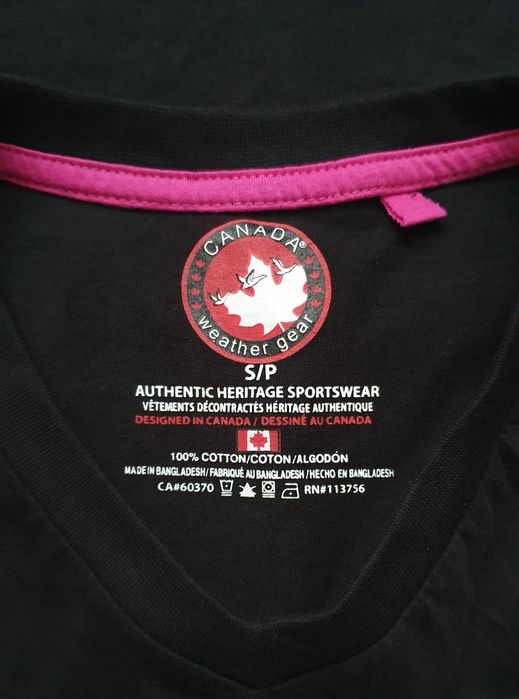 CANADA®
weather gear
S/P
AUTHENTIC HERITAGE SPORTSWEAR
VÊTEMENTS DÉCONTRACTÉS HÉRITAGE AUTHENTIQUE
DESIGNED IN CANADA / DESSINÉ AU CANADA
100% COTTON/COTON/ALGODÓN
MADE IN BANGLADESH/FABRIQUÉ AU BANGLADESH/HECHO EN BANGLADESH
CA#60370 RN#113756